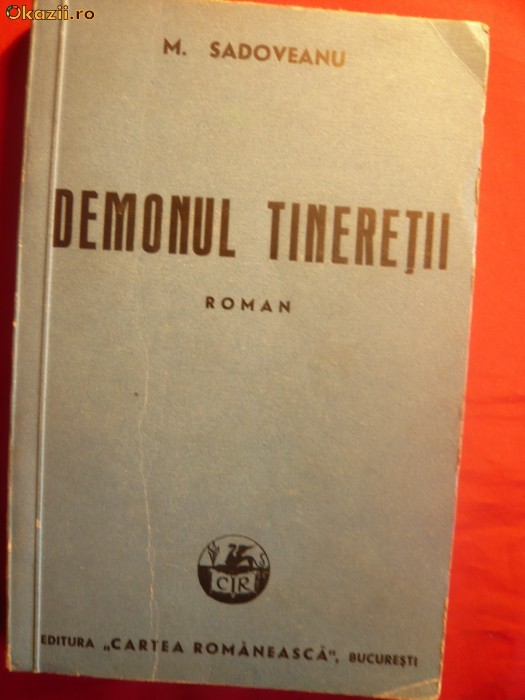 Okazii.ro
M. SADOVEANU
DEMONUL TINEREȚII
ROMAN
CR
EDITURA „CARTEA ROMÂNEASCĂ", BUCUREȘTI